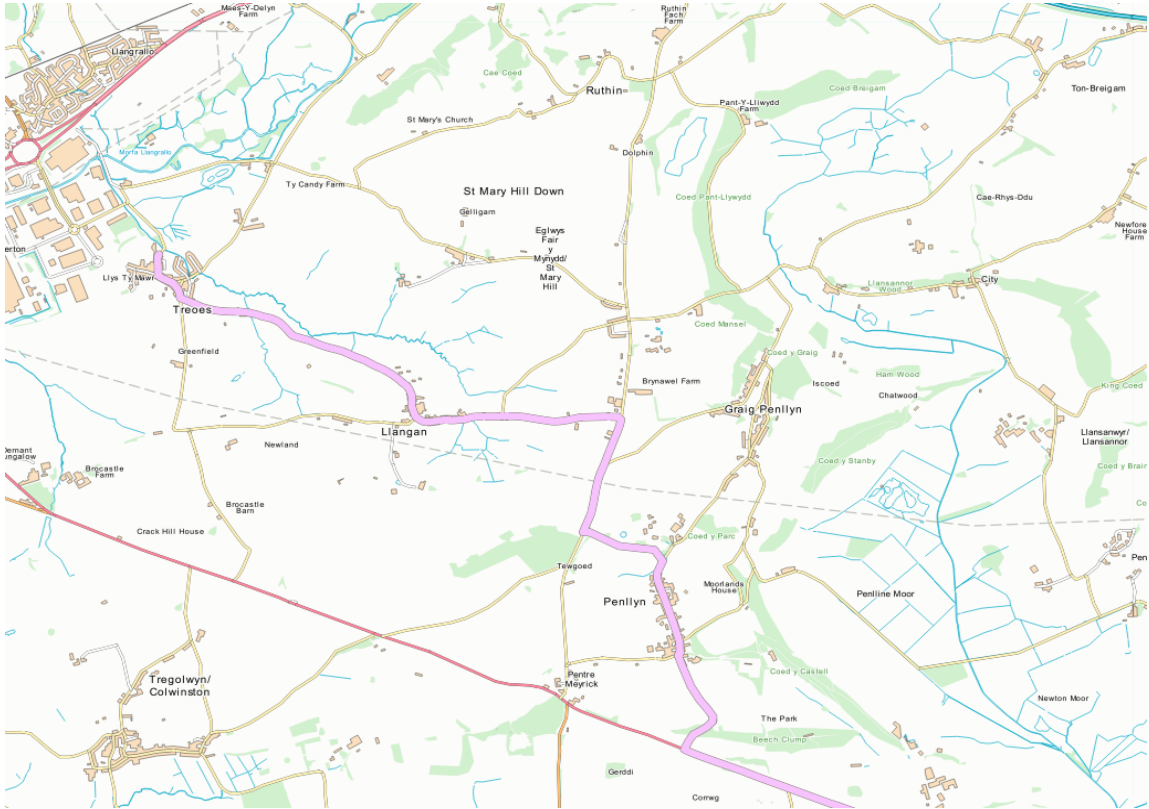 Maes-Y-Delyn
Farm
Ruthin
Fach
Farm
Llangrallo
Cae Coed
Ruthin
Coed Breigam
Ton-Breigam
Pant-Y-Lliwydd
Farm
St Mary's Church
Morfa Llangrallo
Dolphin
Ty Candy Farm
St Mary Hill Down
Coed Pant-Llwydd
Cae-Rhys-Ddu
Gelligam
Eglwys
Fair
y
Mynydd/
St
Mary
Hill
Newfore
House
Farm
erton
Llys Ty Mawr
City
Llansannor
Wood
Treoes
Coed Mansel
Greenfield
Coed y Graig
Iscoed
Ham Wood
Brynawel Farm
King Coed
Chatwood
Graig Penllyn
Llangan
Llansanwyr/
Llansannor
Newland
Coed y Stanby
Coed y Brain
ungalow
Brocastle
Farm
Brocastle
Barn
Co
Crack Hill House
Coed y Parc
Pen
Tewgoed
Moorlands
House
Penlline Moor
Penllyn
Coed y Castell
Tregolwyn/
Colwinston
Pentre
Meyrick
Newton Moor
The Park
Beech Clump
Gerddi
Cornwg